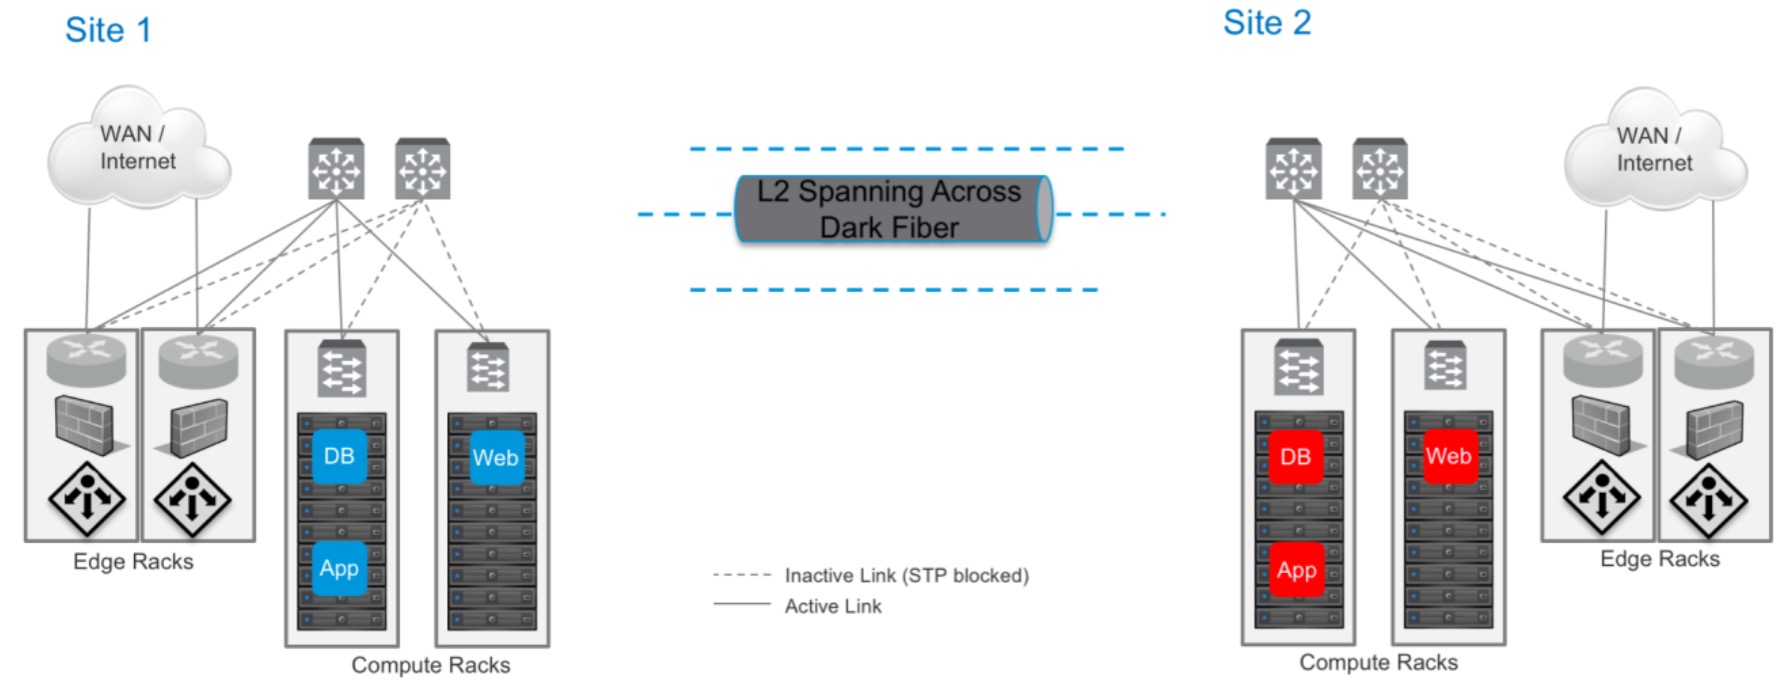 Site 1
Site 2
WAN /
Internet
WAN /
Internet
L2 Spanning Across
Dark Fiber
DB
Web
App
DB
Web
App
Edge Racks
Compute Racks
Inactive Link (STP blocked)
Active Link
Compute Racks
Edge Racks